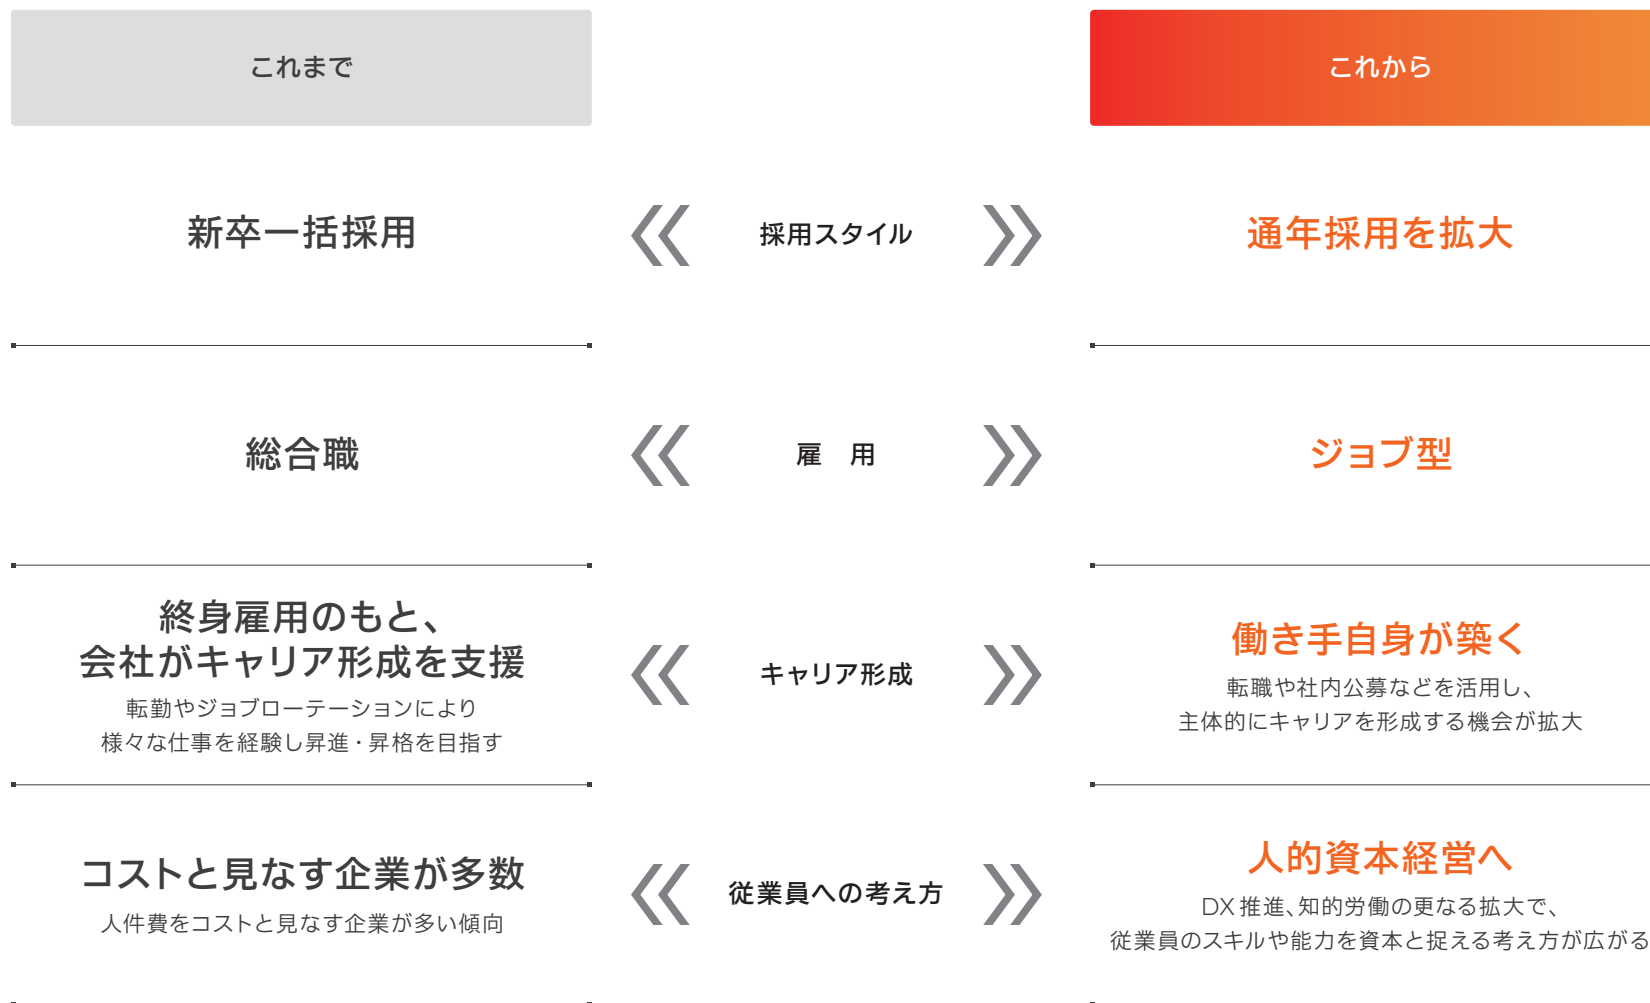 これまで
これから
新卒一括採用
採用スタイル
通年採用を拡大
総合職
雇　用
ジョブ型
終身雇用のもと、
会社がキャリア形成を支援
転勤やジョブローテーションにより
様々な仕事を経験し昇進・昇格を目指す
キャリア形成
働き手自身が築く
転職や社内公募などを活用し、
主体的にキャリアを形成する機会が拡大
コストと見なす企業が多数
人件費をコストと見なす企業が多い傾向
従業員への考え方
人的資本経営へ
DX推進、知的労働の更なる拡大で、
従業員のスキルや能力を資本と捉える考え方が広がる